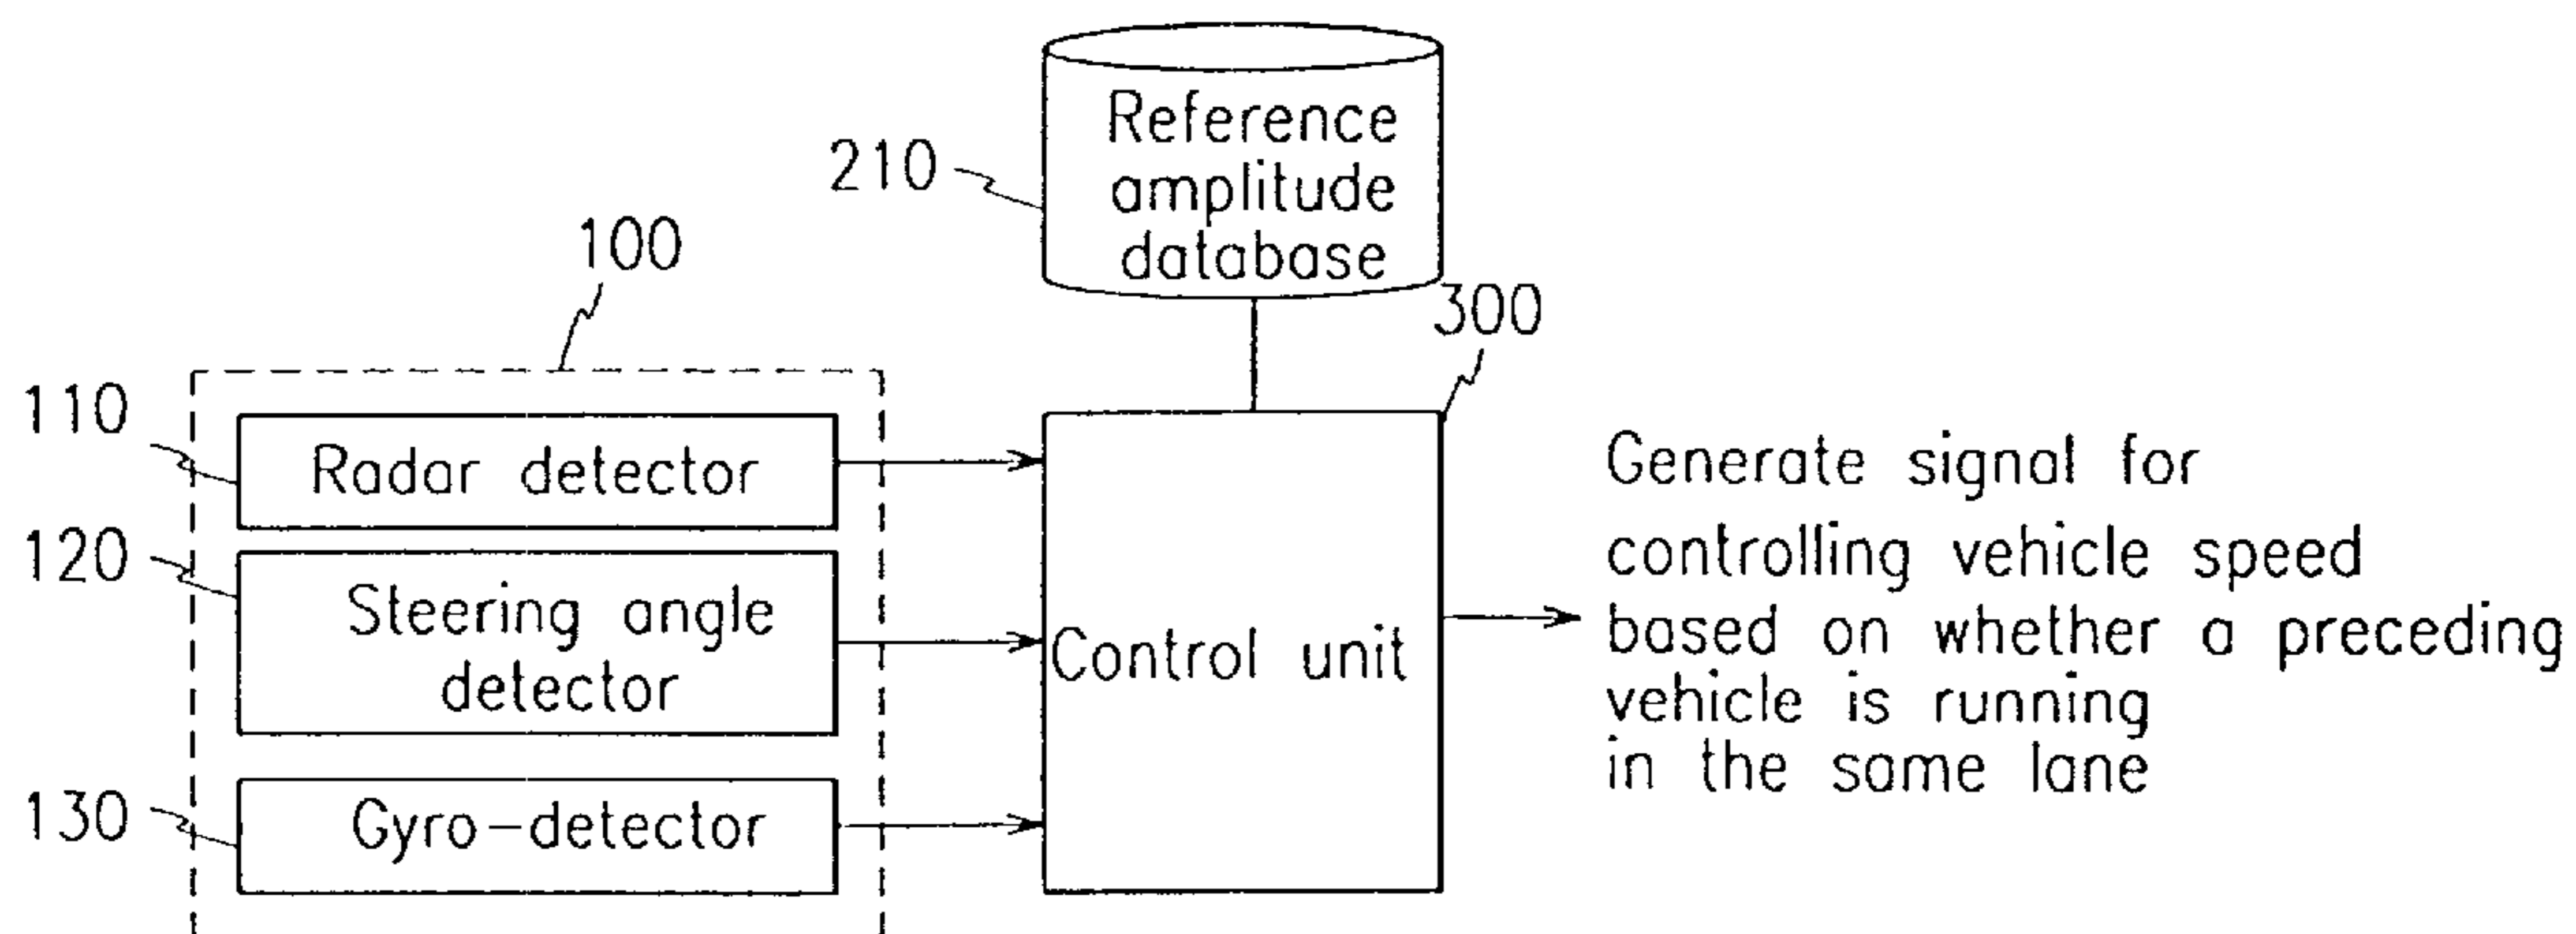 Reference
amplitude
database
210
100
300
110
Radar detector
120
Steering angle
detector
130
Gyro-detector
Control unit
Generate signal for
controlling vehicle speed
based on whether a preceding
vehicle is running
in the same lane